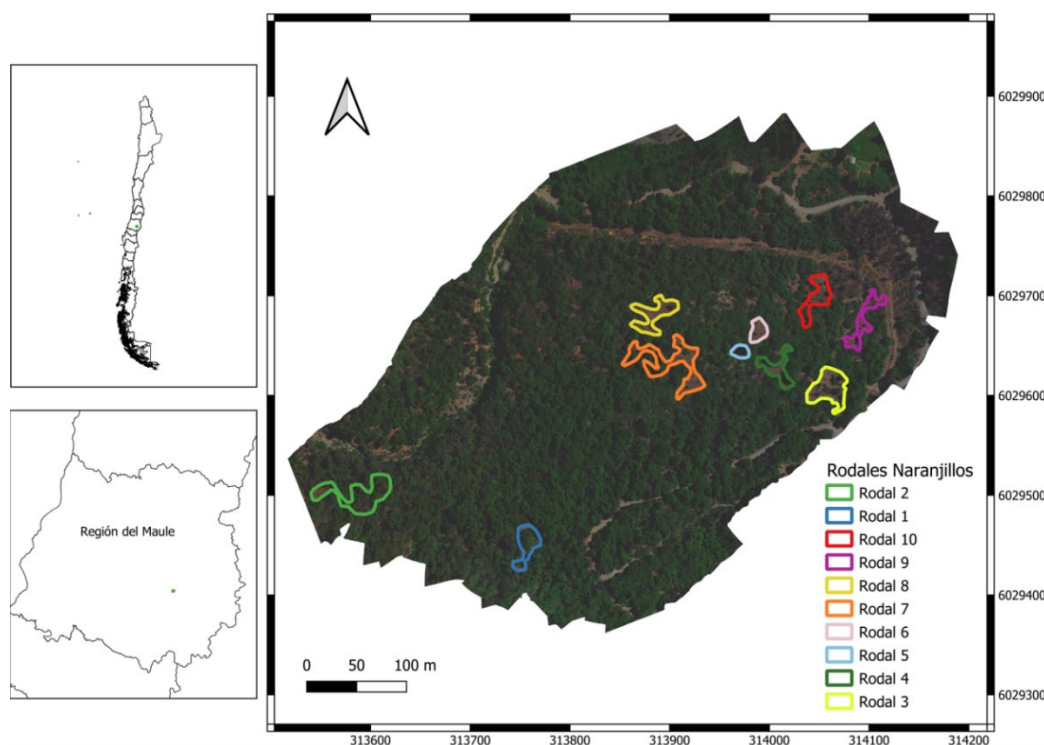 Región del Maule
6029900
6029800
6029700
6029600
6029500
6029400
6029300
Rodales Naranjillos
Rodal 2
Rodal 1
Rodal 10
Rodal 9
Rodal 8
Rodal 7
Rodal 6
Rodal 5
Rodal 4
Rodal 3
0 50 100 m
313600 313700 313800 313900 314000 314100 314200